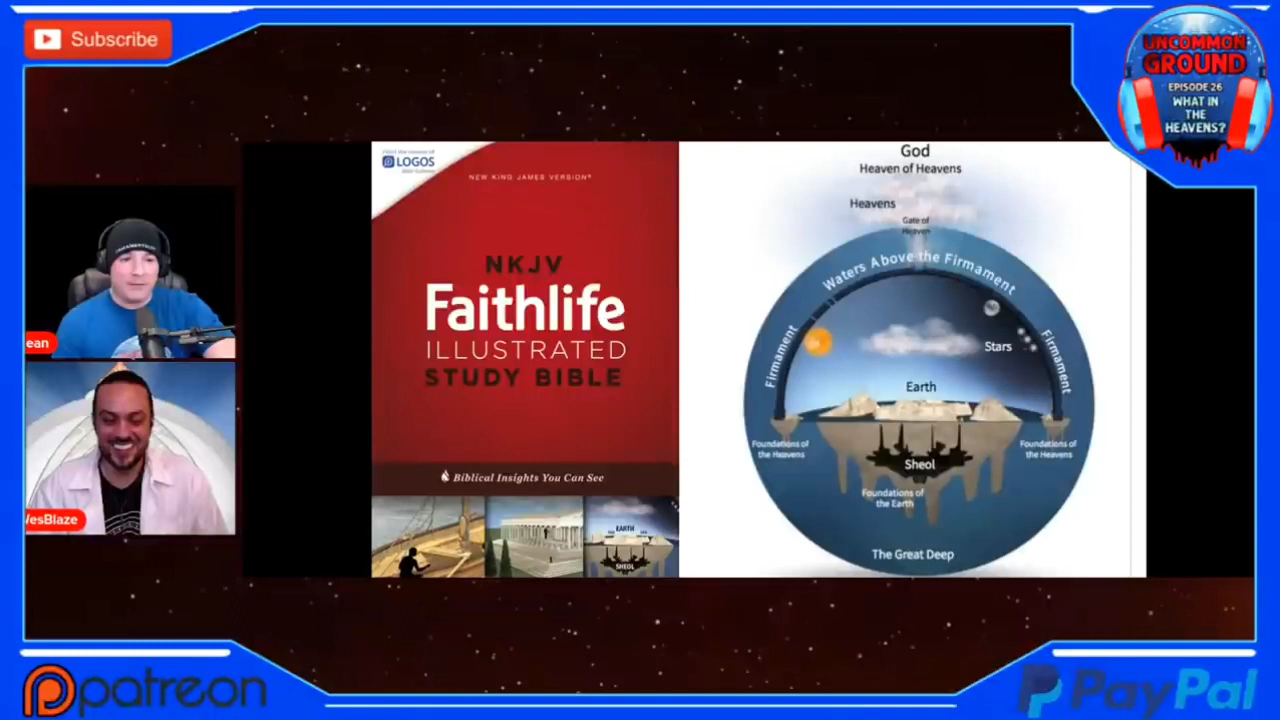 Subscribe
UNCOMMON
GROUND
EPISODE 26
WHAT IN
THE
HEAVENS?
LOGOS
NEW KING JAMES VERSION®
NKJV
Faithlife
ILLUSTRATED
STUDY BIBLE
Biblical Insights You Can See
EARTH
SHEOL
God
Heaven of Heavens
Heavens
Gate of
Heaven
Waters Above the Firmament
Firmament
Firmament
Stars
Earth
Foundations of
the Heavens
Foundations of
the Heavens
Sheol
Foundations of
the Earth
The Great Deep
ean
WesBlaze
patreon
PayPal